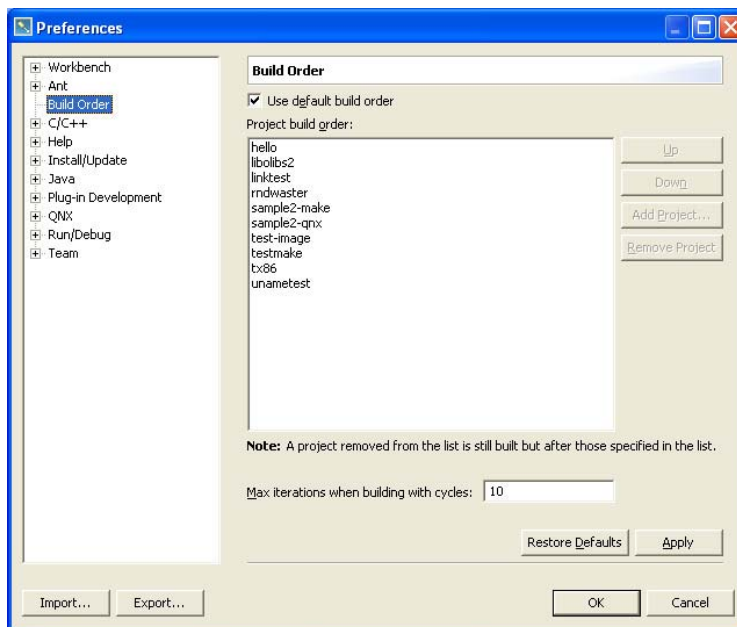 Preferences
Workbench
Ant
Build Order
C/C++
Help
Install/Update
Java
Plug-in Development
QNX
Run/Debug
Team
Build Order
Use default build order
Project build order:
hello
libolibs2
linktest
rndwaster
sample2-make
sample2-qnx
test-image
testmake
tx86
unametest
Up
Down
Add Project...
Remove Project
Note: A project removed from the list is still built but after those specified in the list.
Max iterations when building with cycles: 10
Restore Defaults Apply
Import... Export... OK Cancel